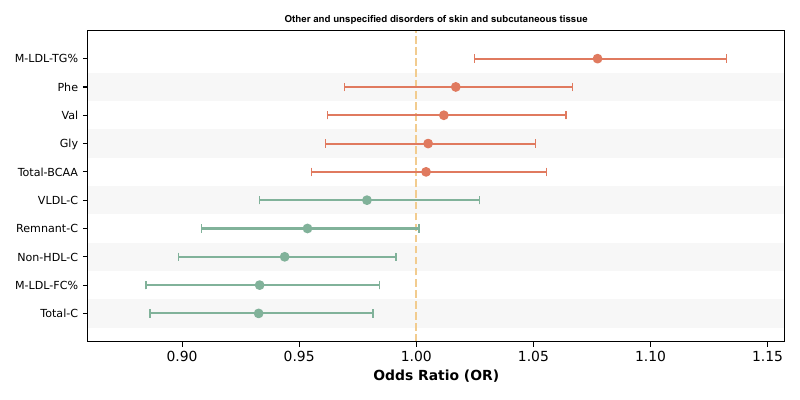 Other and unspecified disorders of skin and subcutaneous tissue
M-LDL-TG%
Phe
Val
Gly
Total-BCAA
VLDL-C
Remnant-C
Non-HDL-C
M-LDL-FC%
Total-C
0.90 0.95 1.00 1.05 1.10 1.15
Odds Ratio (OR)